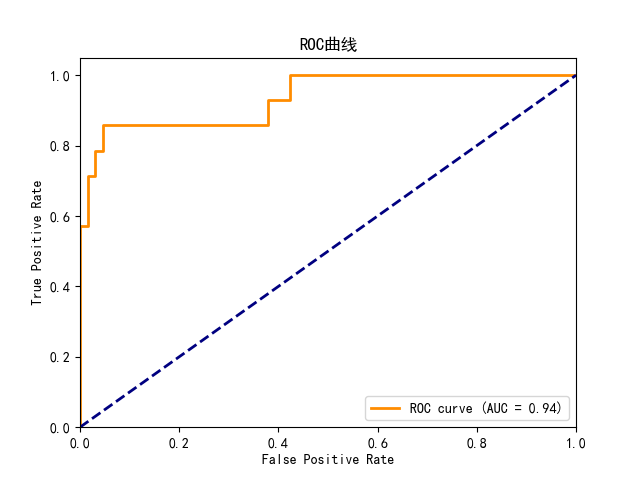 ROC曲线
1.0
0.8
0.6
0.4
0.2
0.0
True Positive Rate
0.0 0.2 0.4 0.6 0.8 1.0
False Positive Rate
ROC curve (AUC = 0.94)